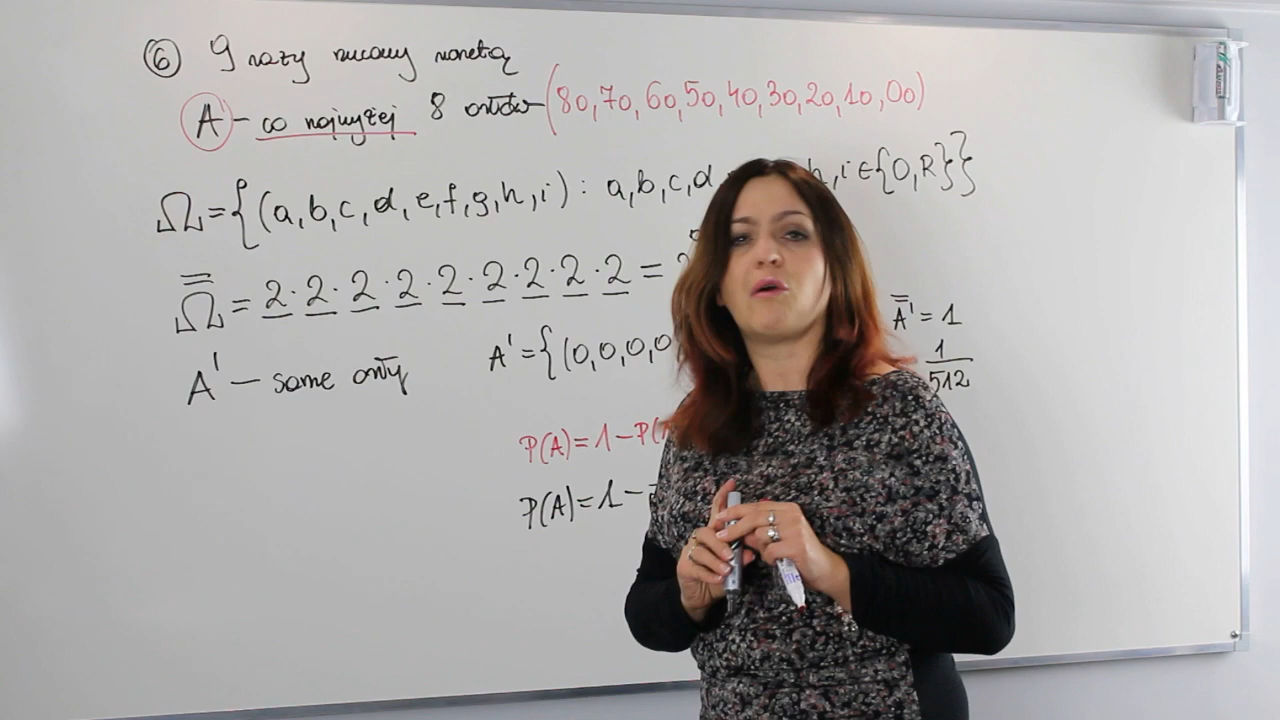 ⑥ 9 razy rzucamy monetą
A - co najwyżej 8 orłów (8o, 7o, 6o, 5o, 4o, 3o, 2o, 1o, 0o)
Ω = {(a, b, c, d, e, f, g, h, i) : a, b, c, d h, i ∈ {O, R}}
Ω̿ = 2 · 2 · 2 · 2 · 2 · 2 · 2 · 2 · 2 = 2
A' - same orły
A' = {(O, O, O, O
A̿' = 1
1/512
P(A) = 1 - P(
P(A) = 1 -